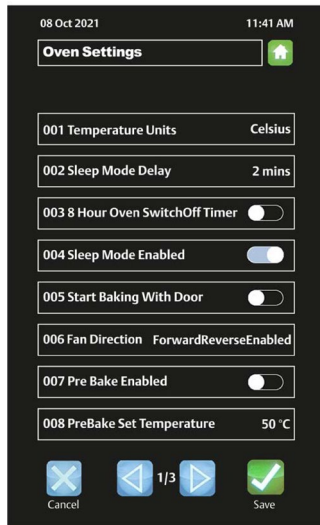 08 Oct 2021 11:41 AM
Oven Settings
001 Temperature Units Celsius
002 Sleep Mode Delay 2 mins
003 8 Hour Oven SwitchOff Timer
004 Sleep Mode Enabled
005 Start Baking With Door
006 Fan Direction ForwardReverseEnabled
007 Pre Bake Enabled
008 PreBake Set Temperature 50 °C
1/3
Cancel Save